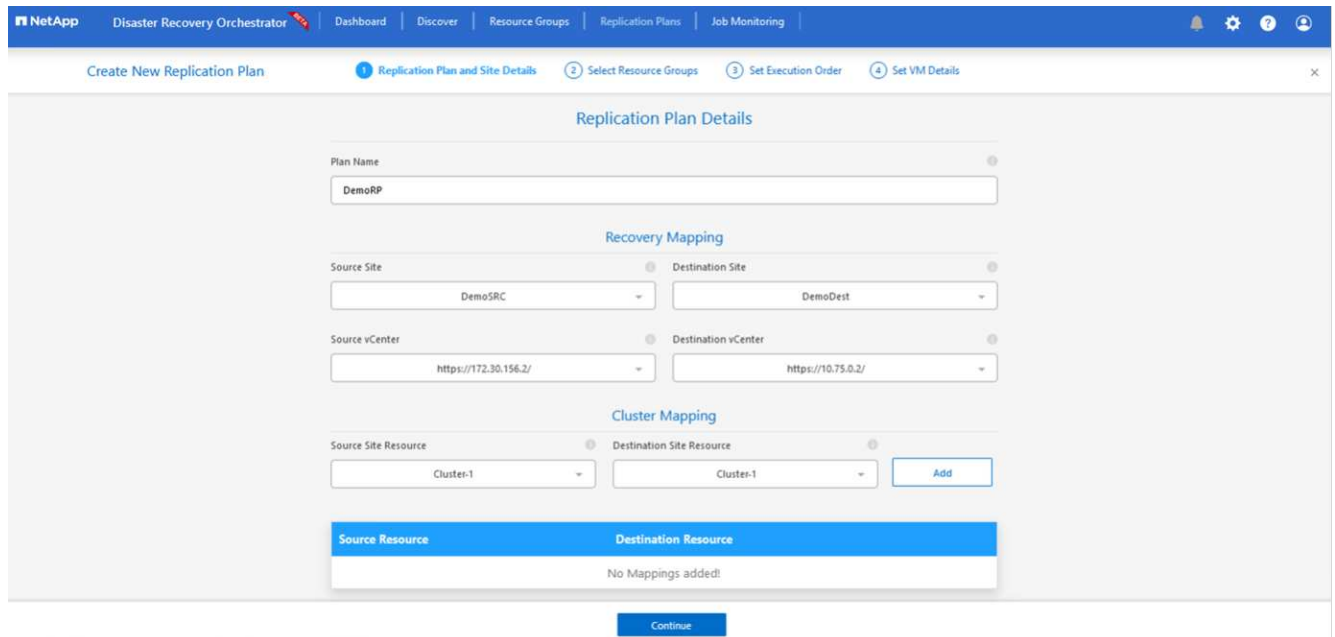 NetApp Disaster Recovery Orchestrator Dashboard Discover Resource Groups Replication Plans Job Monitoring ?
Create New Replication Plan 1 Replication Plan and Site Details 2 Select Resource Groups 3 Set Execution Order 4 Set VM Details
Replication Plan Details
Plan Name
DemoRP
Recovery Mapping
Source Site Destination Site
DemoSRC DemoDest
Source vCenter Destination vCenter
https://172.30.156.2/ https://10.75.0.2/
Cluster Mapping
Source Site Resource Destination Site Resource
Cluster-1 Cluster-1 Add
Source Resource Destination Resource
No Mappings added!
Continue